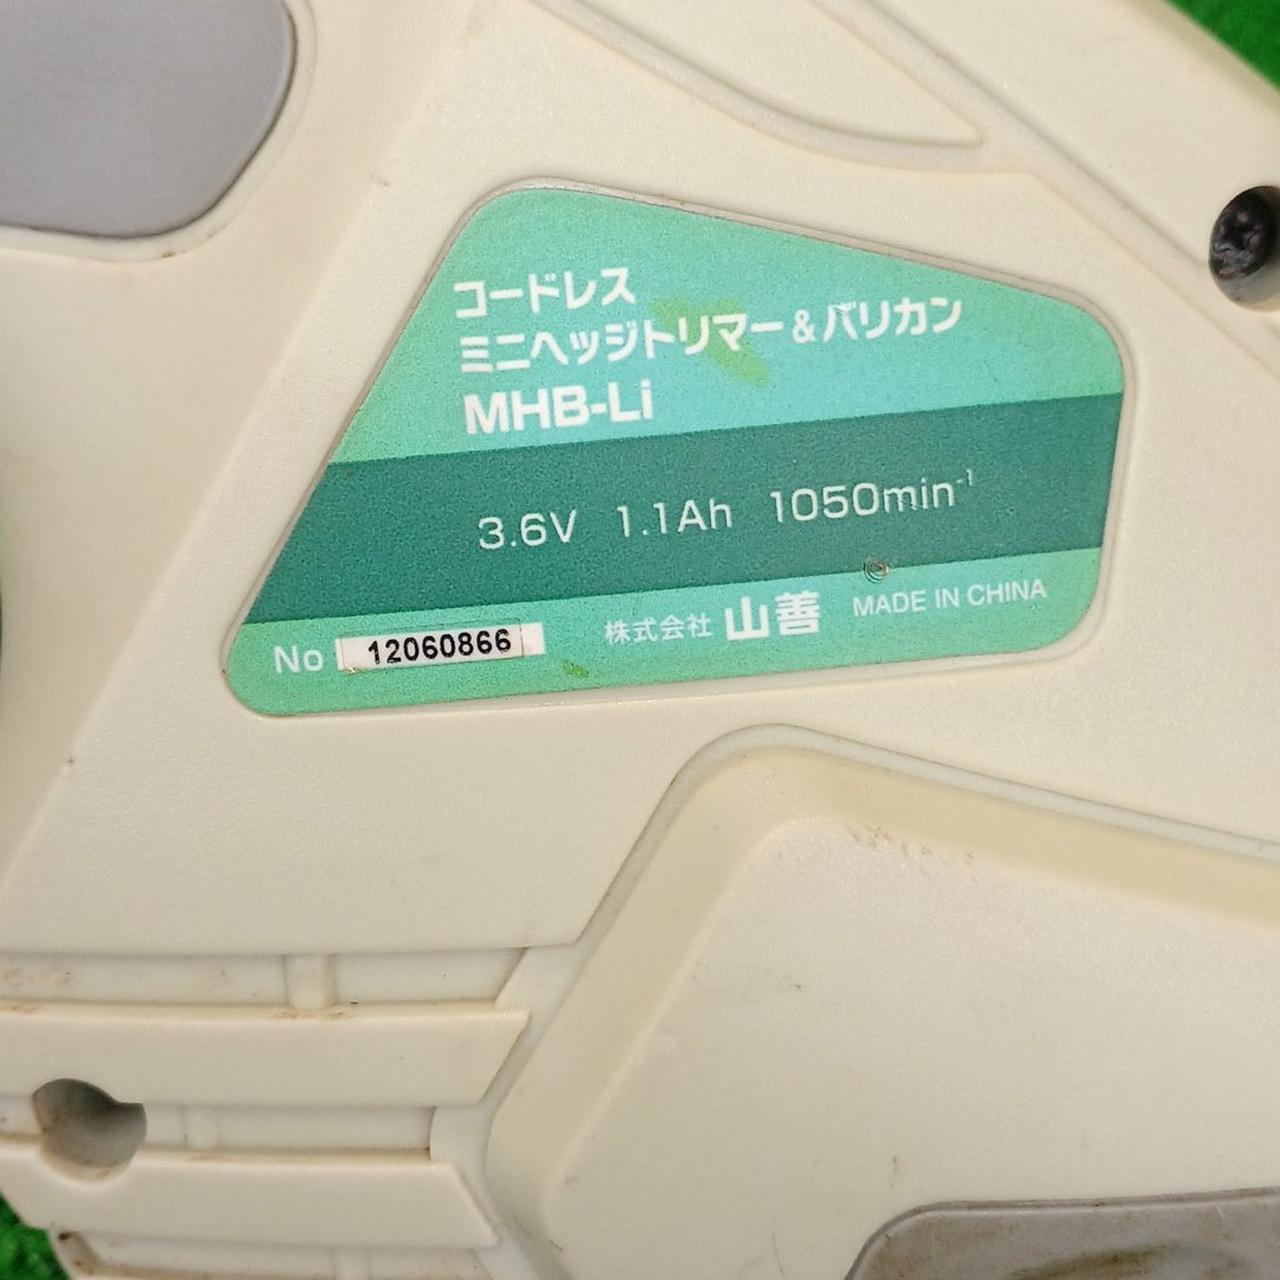 コードレス
ミニヘッジトリマー&バリカン
MHB-Li
3.6V 1.1Ah 1050min⁻¹
No 12060866 株式会社 山善 MADE IN CHINA